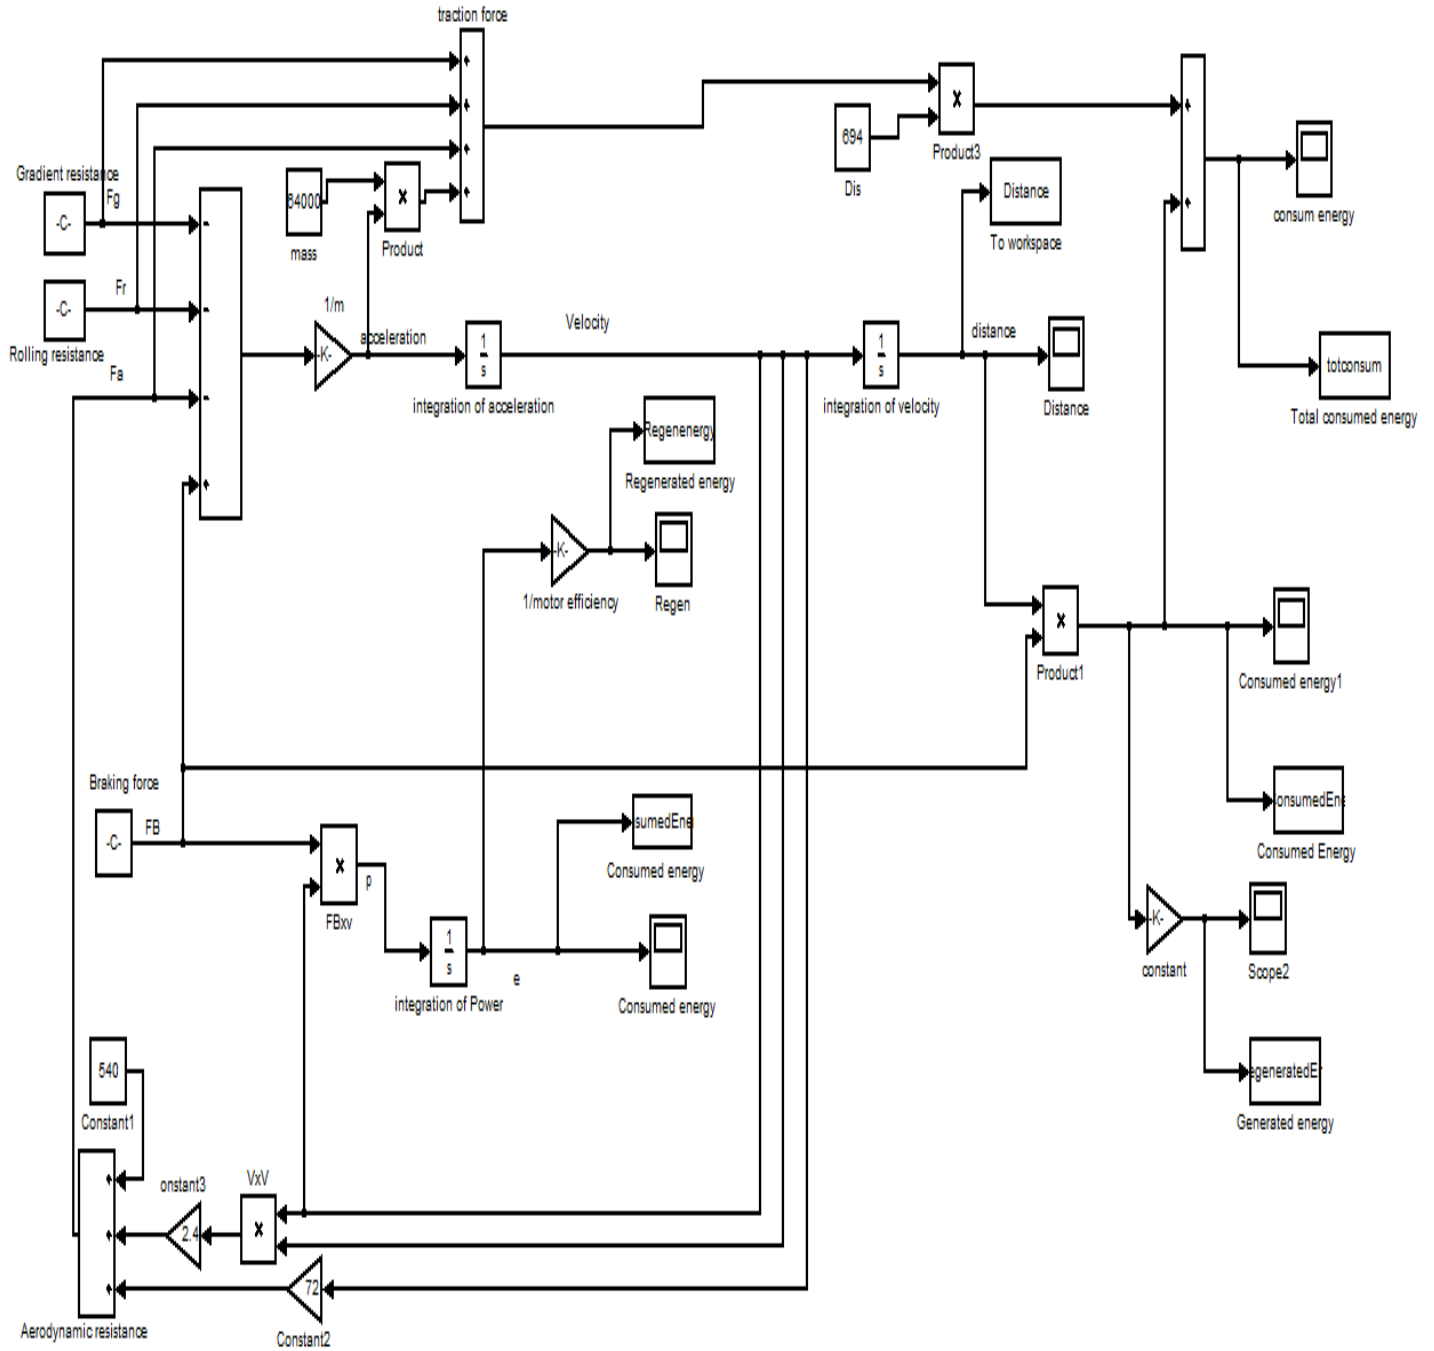 traction force
Gradient resistance
Fg
-C-
Fr
-C-
Rolling resistance
Fa
64000
mass
×
Product
1/m
-K-
acceleration
1
s
integration of acceleration
Velocity
694
Dis
×
Product3
Distance
To workspace
1
s
integration of velocity
distance
Distance
consum energy
totconsum
Total consumed energy
Regenenergy
Regenerated energy
-K-
1/motor efficiency
Regen
×
Product1
Consumed energy1
onsumedEne
Consumed Energy
-K-
constant
Scope2
egeneratedEr
Generated energy
Braking force
-C-
FB
×
FBxv
p
1
s
integration of Power
e
sumedEne
Consumed energy
Consumed energy
540
Constant1
onstant3
2.4
VxV
×
72
Constant2
Aerodynamic resistance